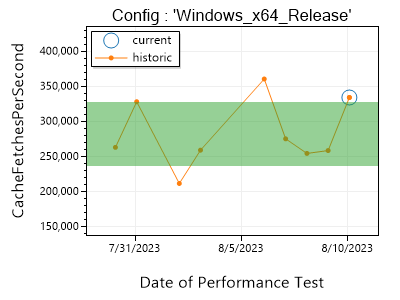 Config : 'Windows_x64_Release'
current
historic
400,000
350,000
300,000
250,000
200,000
150,000
CacheFetchesPerSecond
7/31/2023
8/5/2023
8/10/2023
Date of Performance Test